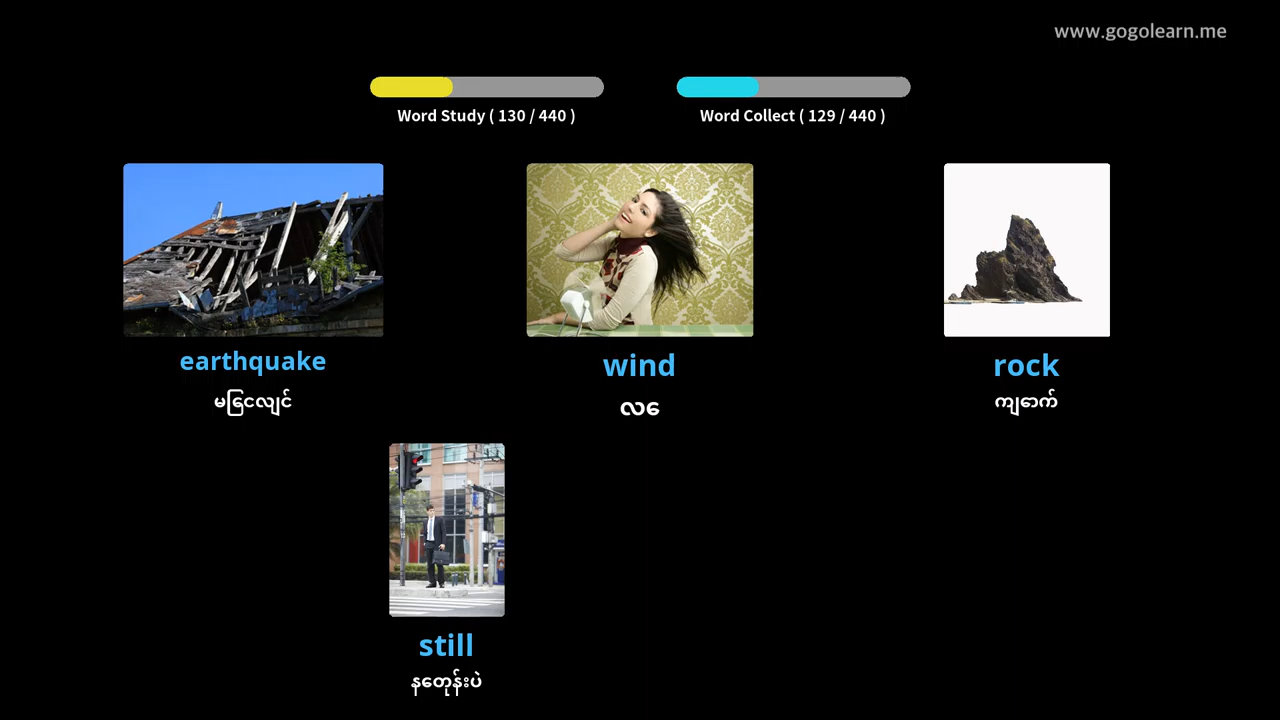 www.gogolearn.me
Word Study ( 130 / 440 )
Word Collect ( 129 / 440 )
earthquake
wind
rock
မြေငလျင်
လေ
ကျောက်
still
နေတုန်းပဲ